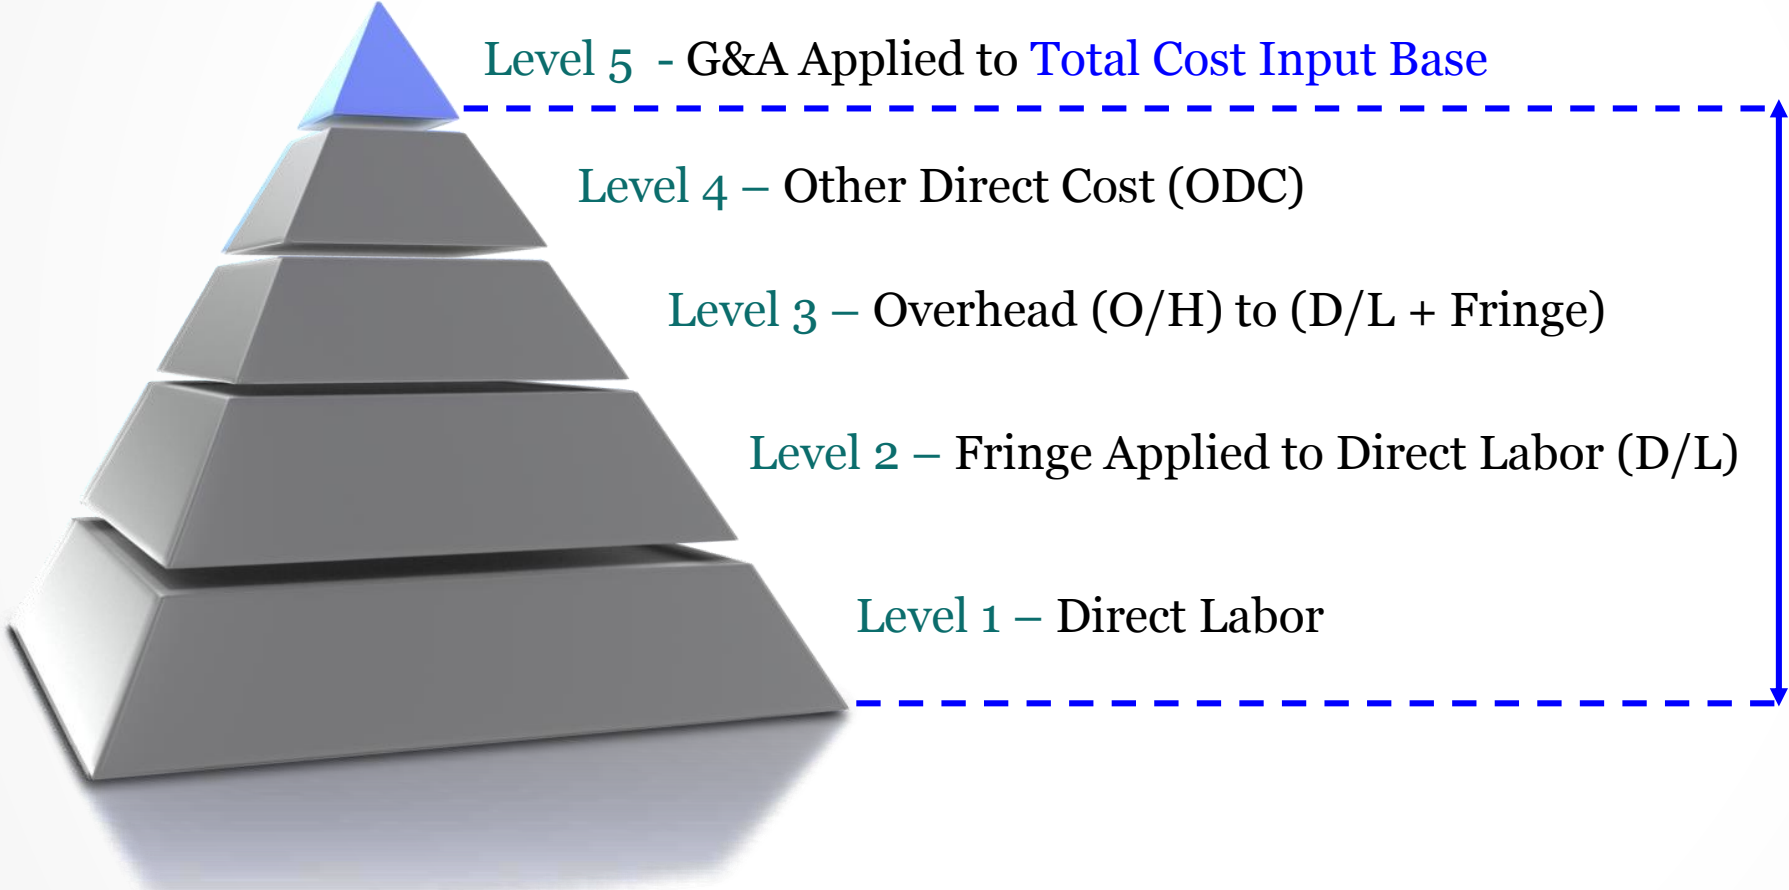 Level 5 - G&A Applied to Total Cost Input Base
Level 4 – Other Direct Cost (ODC)
Level 3 – Overhead (O/H) to (D/L + Fringe)
Level 2 – Fringe Applied to Direct Labor (D/L)
Level 1 – Direct Labor